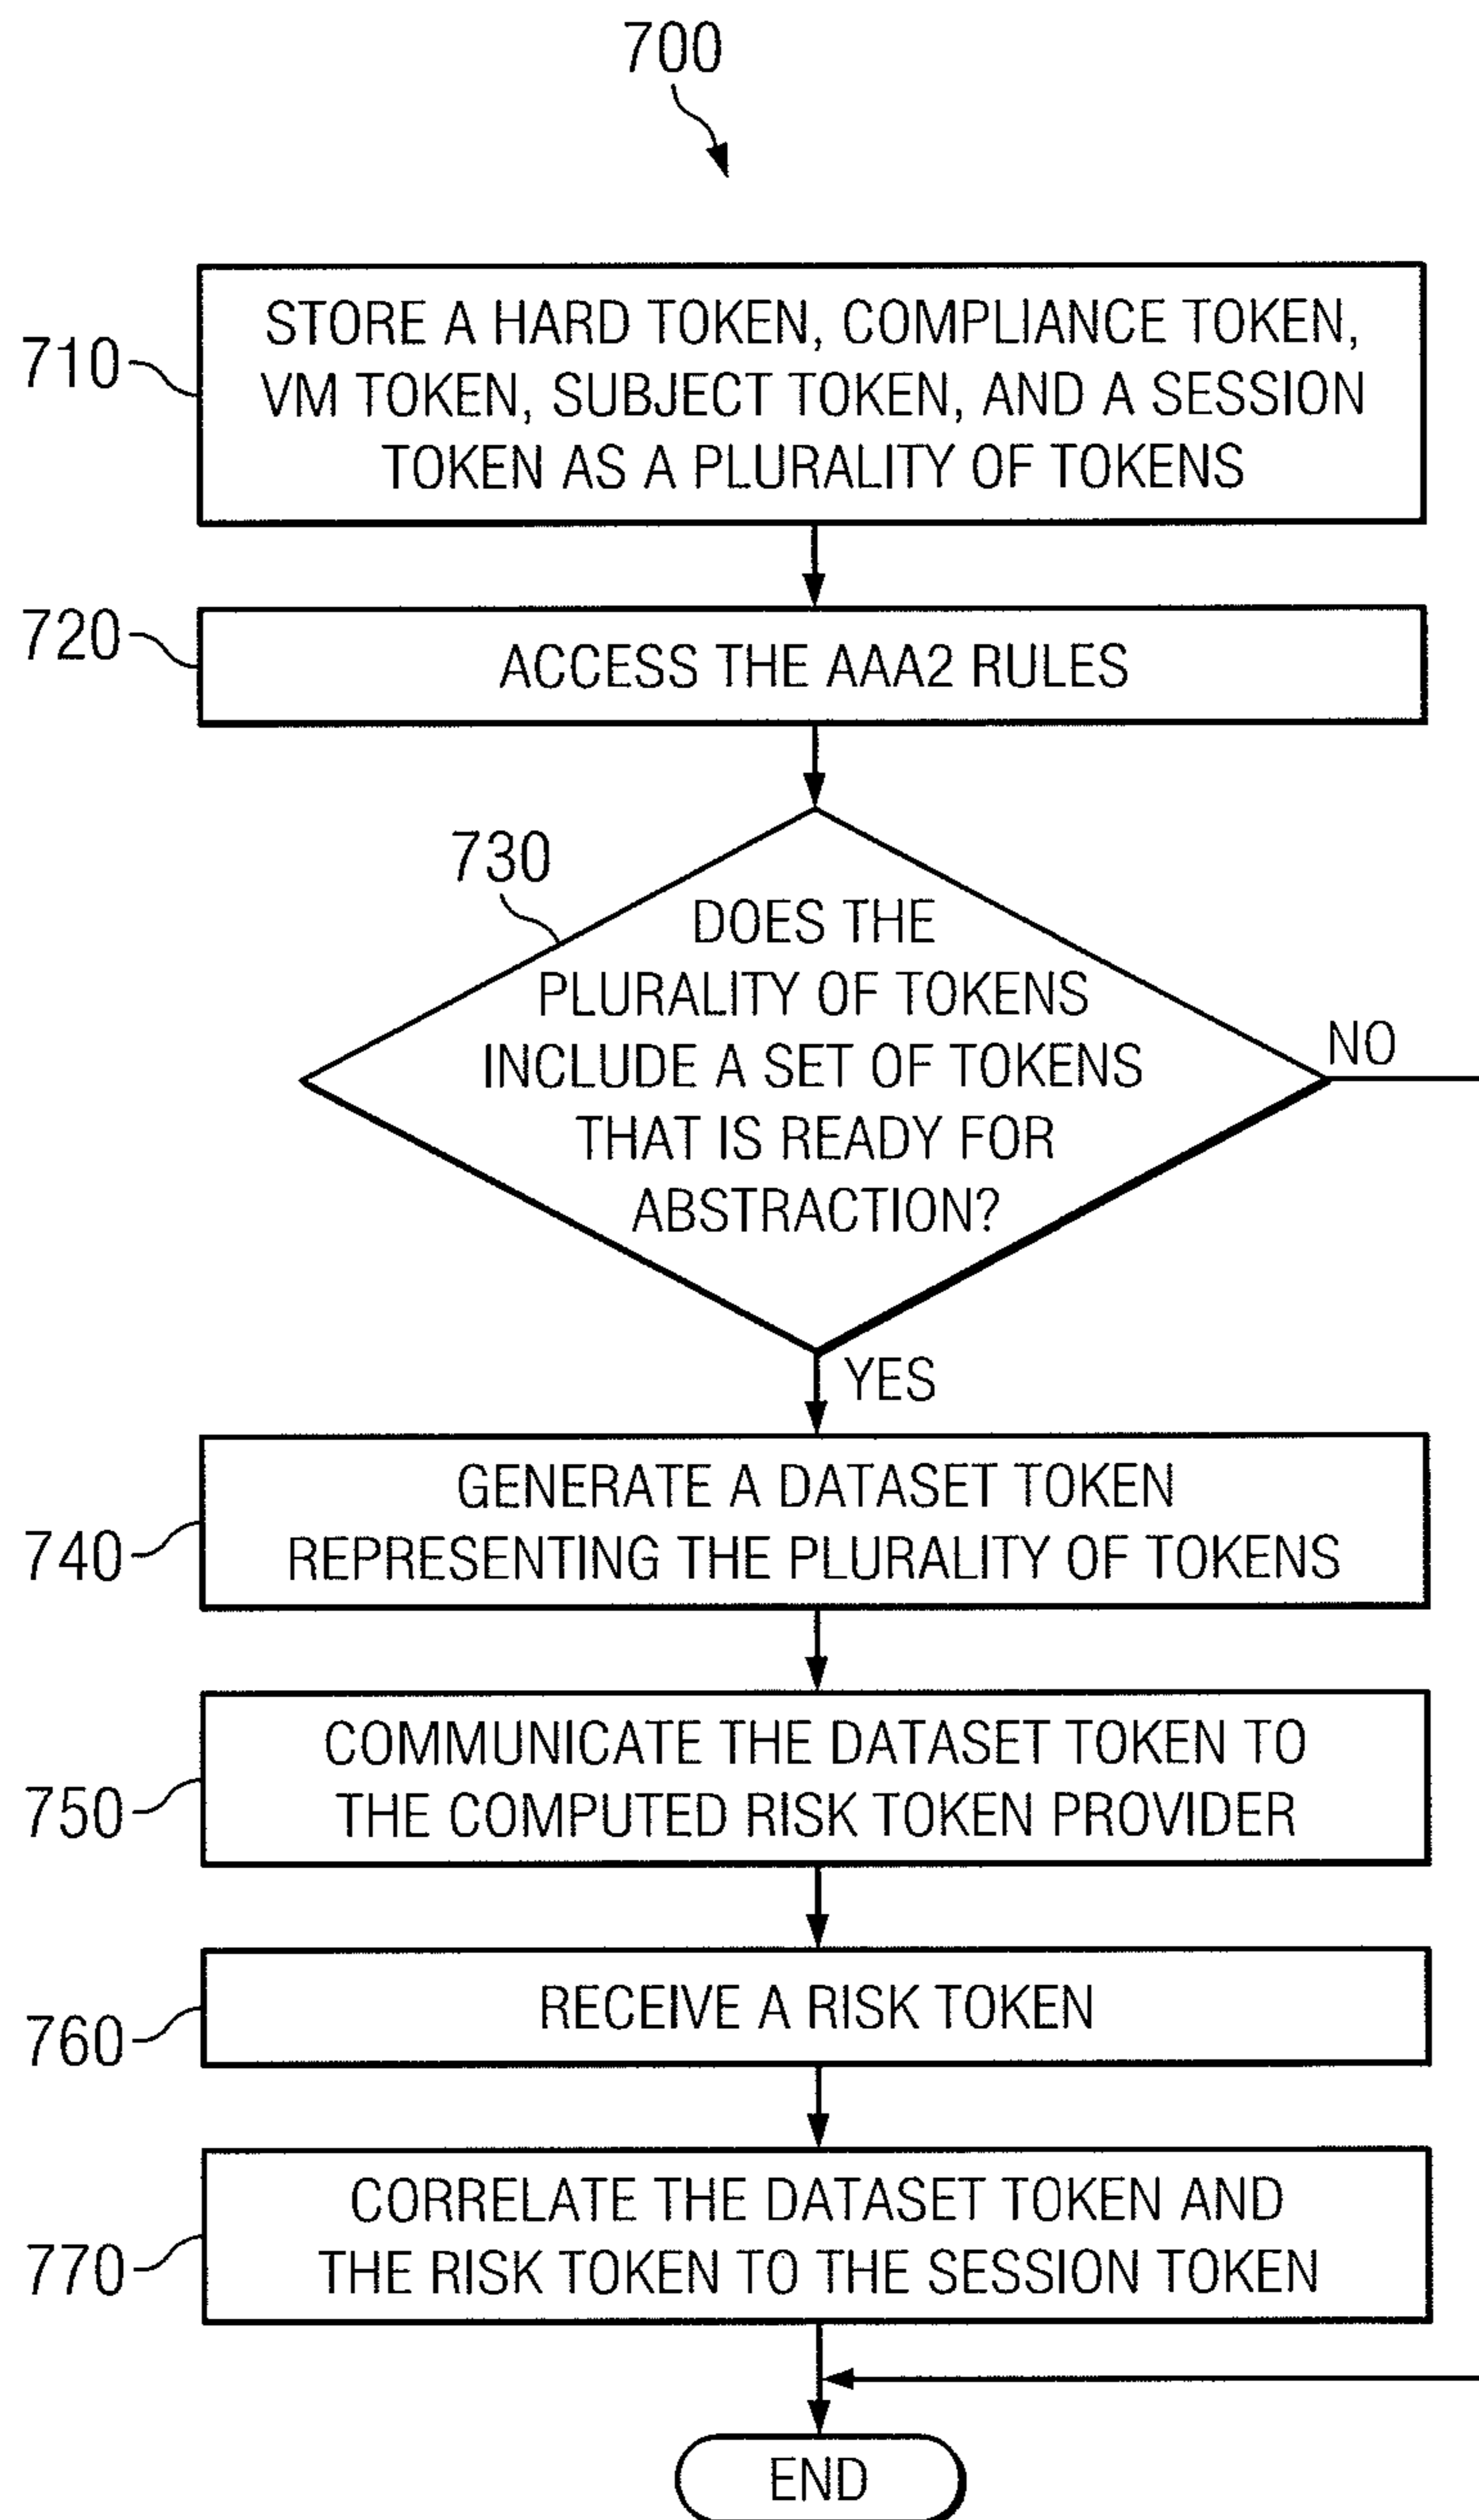 700
710
STORE A HARD TOKEN, COMPLIANCE TOKEN,
VM TOKEN, SUBJECT TOKEN, AND A SESSION
TOKEN AS A PLURALITY OF TOKENS
720
ACCESS THE AAA2 RULES
730
DOES THE
PLURALITY OF TOKENS
INCLUDE A SET OF TOKENS
THAT IS READY FOR
ABSTRACTION?
NO
YES
740
GENERATE A DATASET TOKEN
REPRESENTING THE PLURALITY OF TOKENS
750
COMMUNICATE THE DATASET TOKEN TO
THE COMPUTED RISK TOKEN PROVIDER
760
RECEIVE A RISK TOKEN
770
CORRELATE THE DATASET TOKEN AND
THE RISK TOKEN TO THE SESSION TOKEN
END